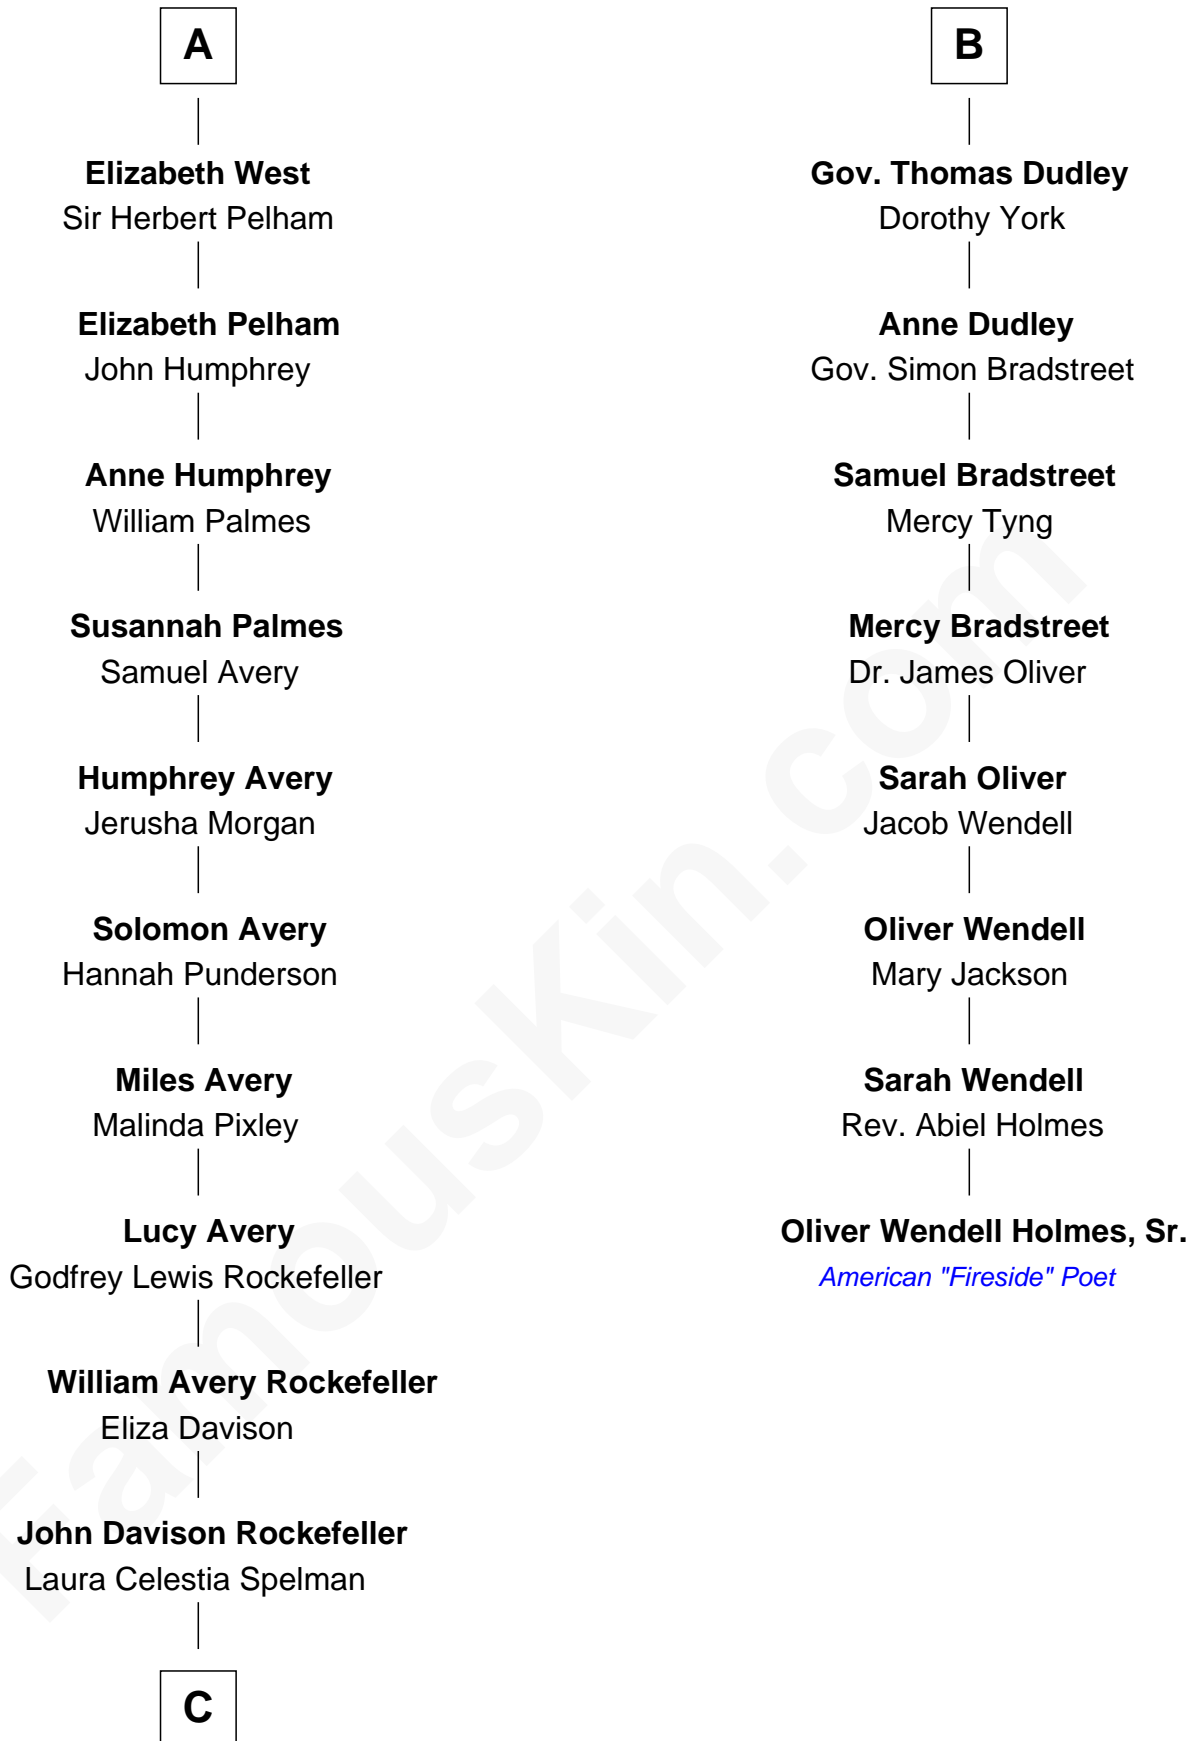 A
Elizabeth West
Sir Herbert Pelham
Elizabeth Pelham
John Humphrey
Anne Humphrey
William Palmes
Susannah Palmes
Samuel Avery
Humphrey Avery
Jerusha Morgan
Solomon Avery
Hannah Punderson
Miles Avery
Malinda Pixley
Lucy Avery
Godfrey Lewis Rockefeller
William Avery Rockefeller
Eliza Davison
John Davison Rockefeller
Laura Celestia Spelman
C
B
Gov. Thomas Dudley
Dorothy York
Anne Dudley
Gov. Simon Bradstreet
Samuel Bradstreet
Mercy Tyng
Mercy Bradstreet
Dr. James Oliver
Sarah Oliver
Jacob Wendell
Oliver Wendell
Mary Jackson
Sarah Wendell
Rev. Abiel Holmes
Oliver Wendell Holmes, Sr.
American "Fireside" Poet
FamousKin.com